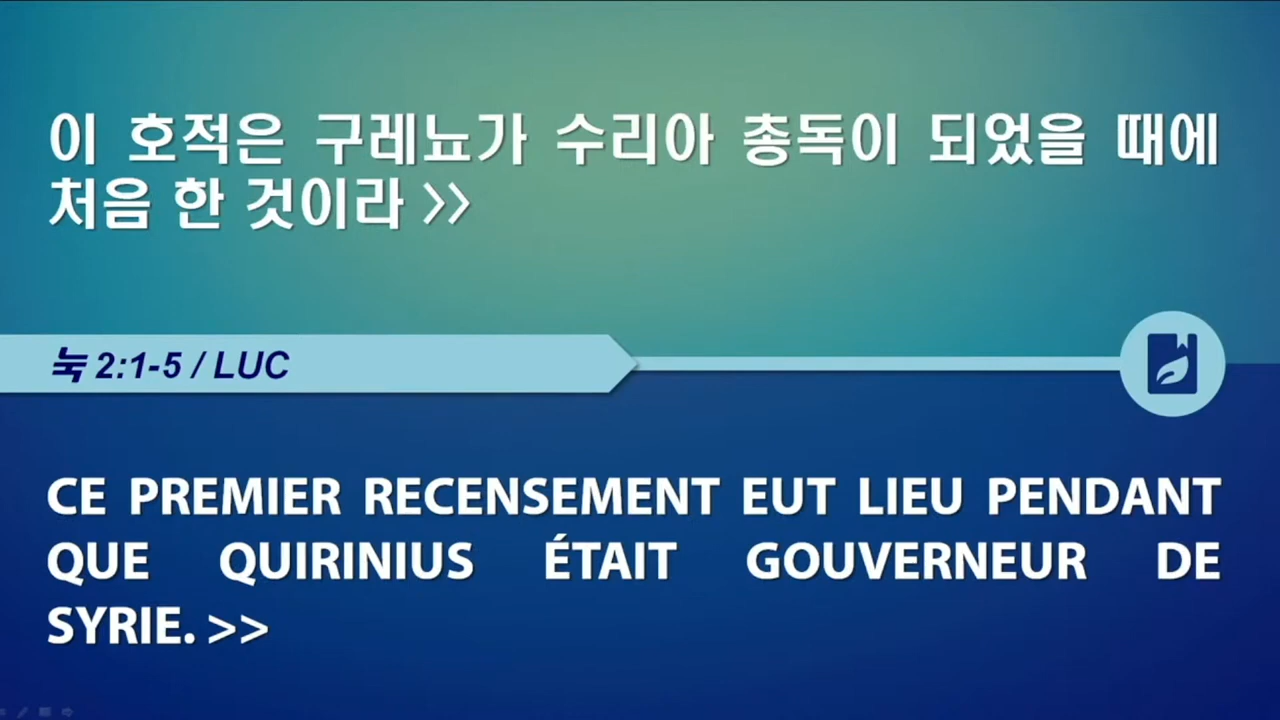 이 호적은 구레뇨가 수리아 총독이 되었을 때에
처음 한 것이라 >>
눅 2:1-5 / LUC
CE PREMIER RECENSEMENT EUT LIEU PENDANT
QUE QUIRINIUS ÉTAIT GOUVERNEUR DE
SYRIE. >>